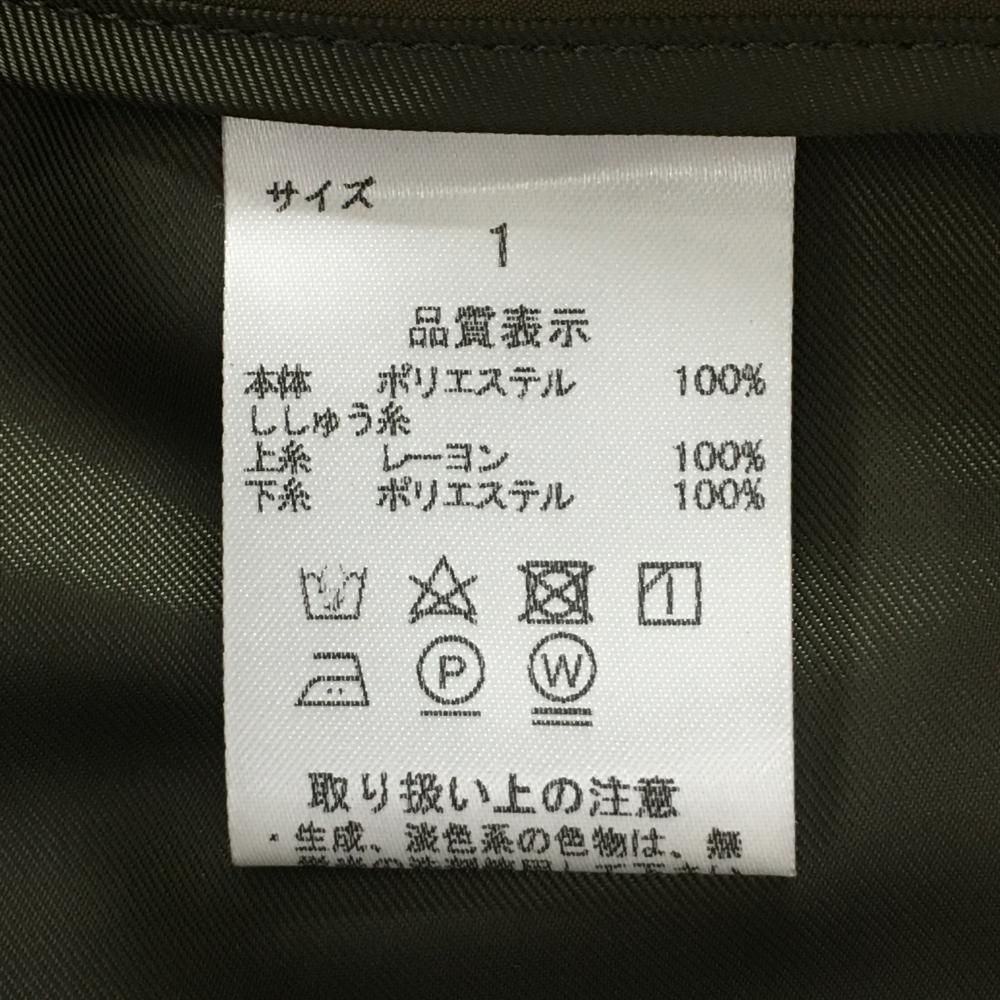 サイズ
1
品質表示
本体 ポリエステル 100%
ししゅう糸
上糸 レーヨン 100%
下糸 ポリエステル 100%
P W
取り扱い上の注意
・生成、淡色系の色物は、無